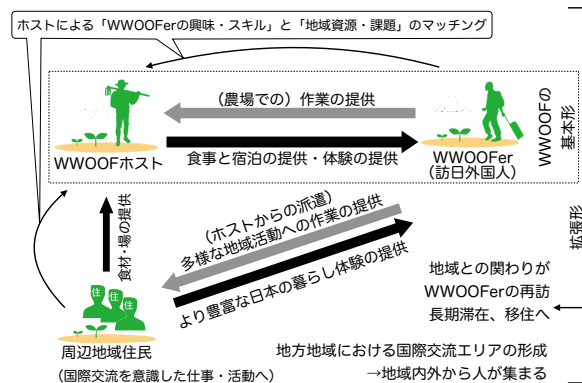 ホストによる「WWOOFerの興味・スキル」と「地域資源・課題」のマッチング
（農場での）作業の提供
食事と宿泊の提供・体験の提供
WWOOFホスト
WWOOFer
（訪日外国人）
WWOOFの
基本形
拡張形
（ホストからの派遣）
多様な地域活動への作業の提供
より豊富な日本の暮らし体験の提供
食材・場の提供
住
住
住
周辺地域住民
（国際交流を意識した仕事・活動へ）
地域との関わりが
WWOOFerの再訪
長期滞在、移住へ
地方地域における国際交流エリアの形成
→地域内外から人が集まる